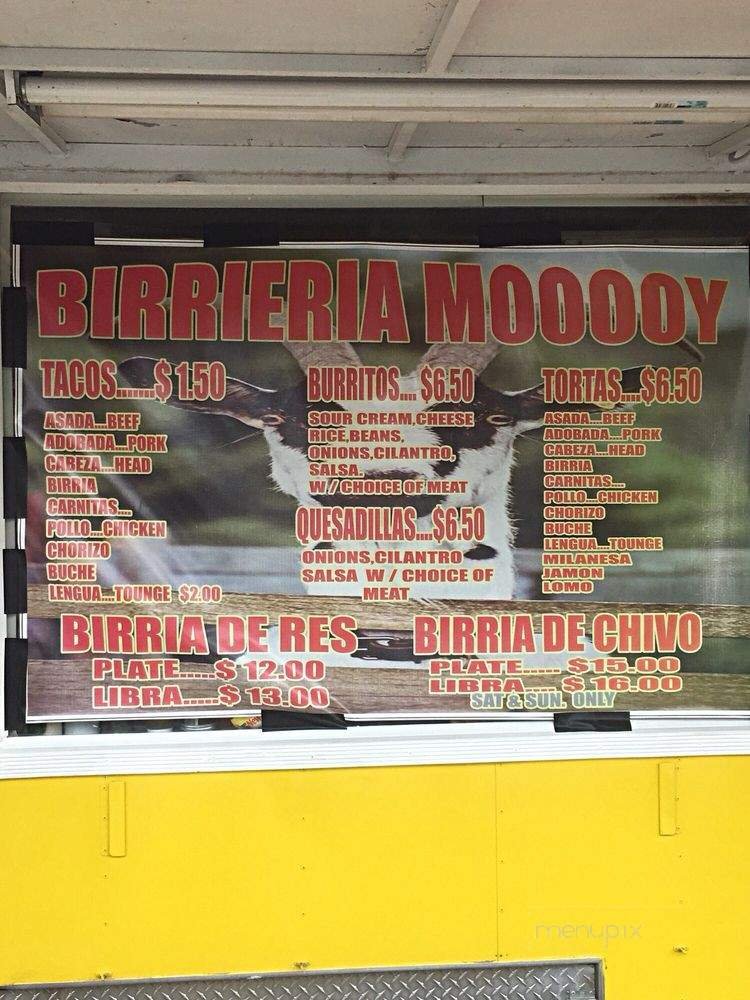 BIRRIERIA MOOOOY
TACOS.......$1.50
ASADA...BEEF
ADOBADA...PORK
CABEZA...HEAD
BIRRIA
CARNITAS....
POLLO...CHICKEN
CHORIZO
BUCHE
LENGUA...TOUNGE $2.00
BURRITOS.... $6.50
SOUR CREAM,CHEESE
RICE,BEANS,
ONIONS,CILANTRO,
SALSA.
W/CHOICE OF MEAT
QUESADILLAS....$6.50
ONIONS,CILANTRO
SALSA W/ CHOICE OF
MEAT
TORTAS....$6.50
ASADA...BEEF
ADOBADA...PORK
CABEZA...HEAD
BIRRIA
CARNITAS....
POLLO...CHICKEN
CHORIZO
BUCHE
LENGUA...TOUNGE
MILANESA
JAMON
LOMO
BIRRIA DE RES
PLATE.....$ 12.00
LIBRA.....$ 13.00
BIRRIA DE CHIVO
PLATE...... $15.00
LIBRA ..... $ 16.00
SAT & SUN. ONLY
menupix